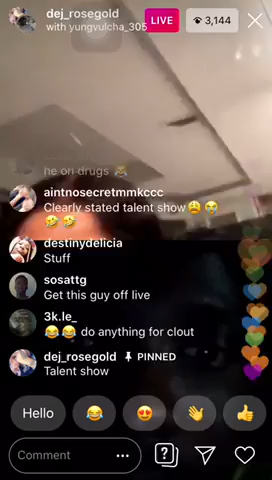 dej_rosegold
with yungvulcha_305
LIVE
3,144
he on drugs 😹
aintnosecretmmkccc
Clearly stated talent show😩😭
🤣🤣
destinydelicia
Stuff
sosattg
Get this guy off live
3k.le_
😂😂 do anything for clout
dej_rosegold PINNED
Talent show
Hello 😂 😍 👋 👍
Comment